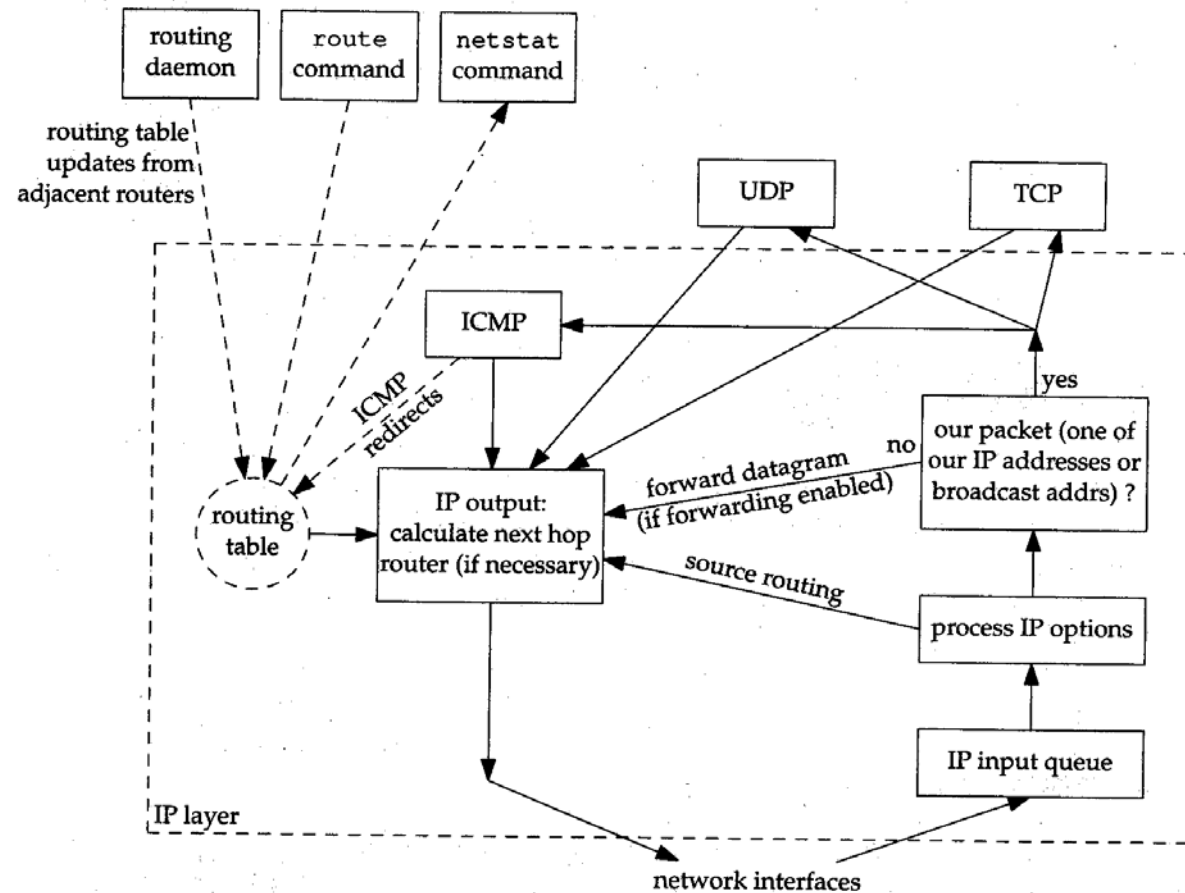 routing
daemon
route
command
netstat
command
routing table
updates from
adjacent routers
UDP
TCP
ICMP
ICMP
redirects
yes
our packet (one of
our IP addresses or
broadcast addrs) ?
no
forward datagram
(if forwarding enabled)
routing
table
IP output:
calculate next hop
router (if necessary)
source routing
process IP options
IP input queue
IP layer
network interfaces